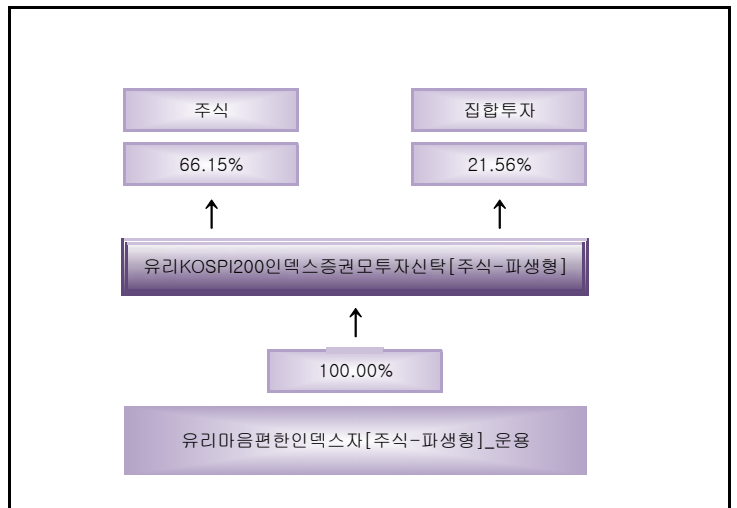 주식
집합투자
66.15%
21.56%
유리KOSPI200인덱스증권모투자신탁[주식-파생형]
100.00%
유리마음편한인덱스자[주식-파생형]_운용